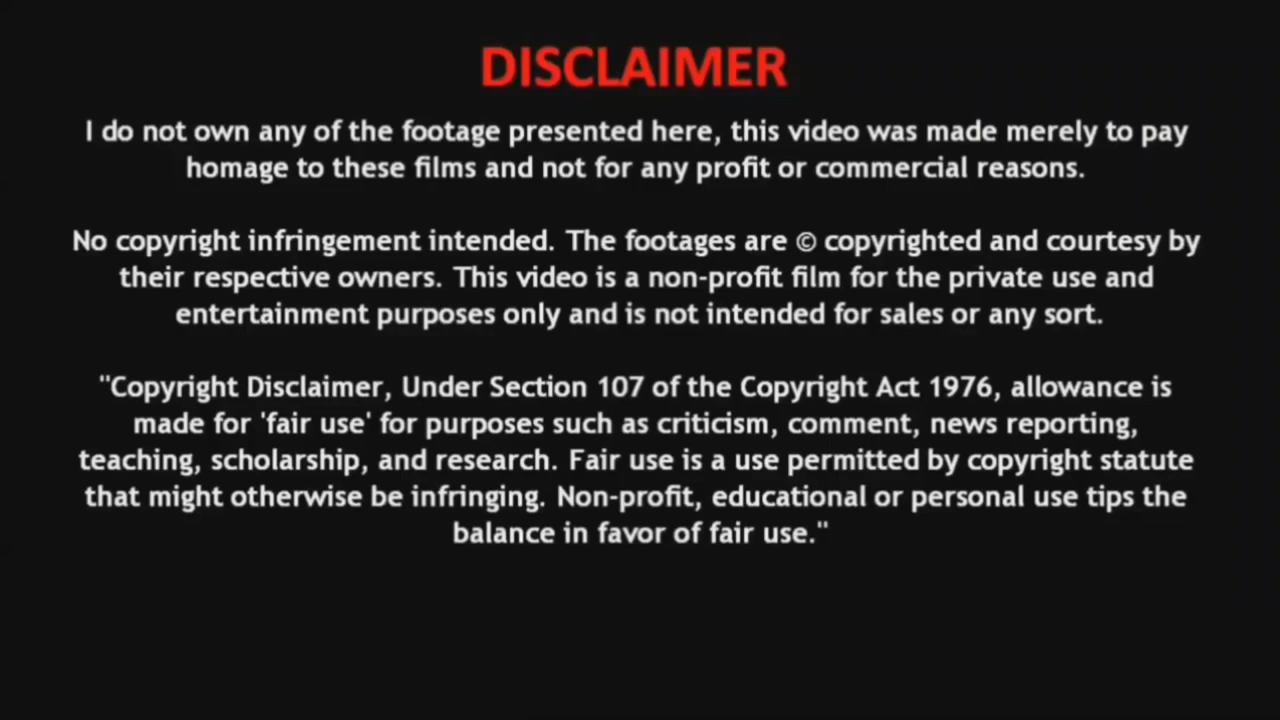 DISCLAIMER
I do not own any of the footage presented here, this video was made merely to pay
homage to these films and not for any profit or commercial reasons.
No copyright infringement intended. The footages are © copyrighted and courtesy by
their respective owners. This video is a non-profit film for the private use and
entertainment purposes only and is not intended for sales or any sort.
"Copyright Disclaimer, Under Section 107 of the Copyright Act 1976, allowance is
made for 'fair use' for purposes such as criticism, comment, news reporting,
teaching, scholarship, and research. Fair use is a use permitted by copyright statute
that might otherwise be infringing. Non-profit, educational or personal use tips the
balance in favor of fair use."